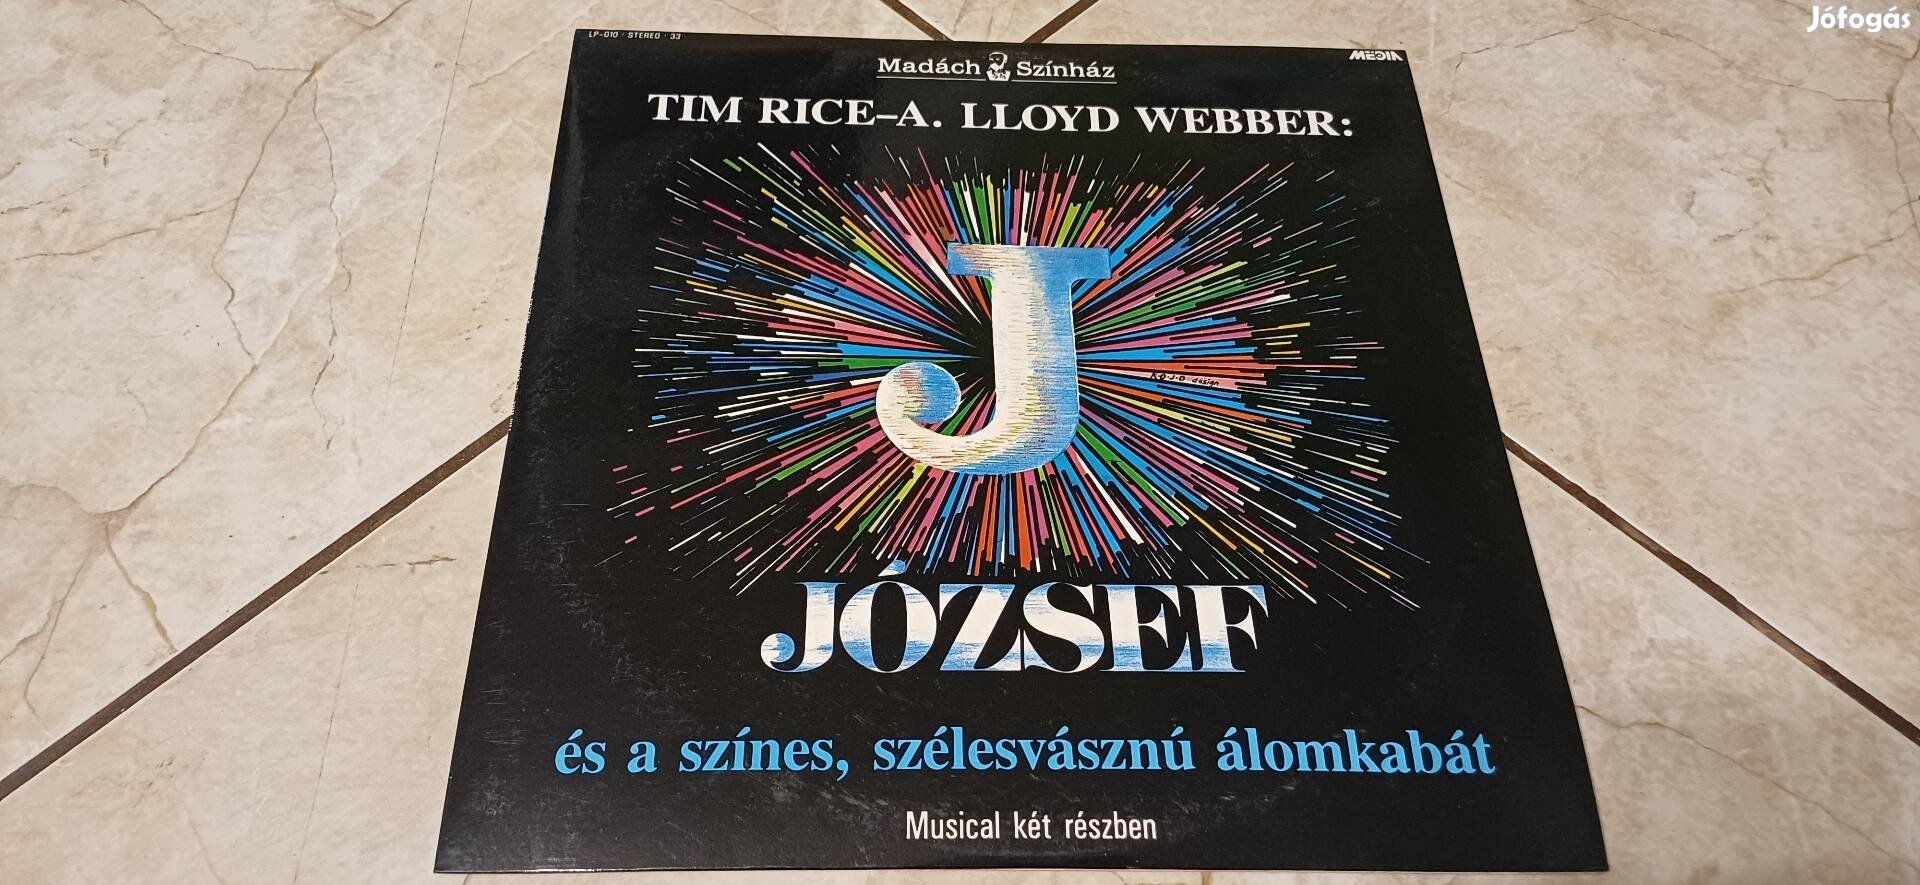 Jófogás
LP-010 · STEREO · 33
MEDIA
Madách Színház
TIM RICE–A. LLOYD WEBBER:
J
design
JÓZSEF
és a színes, szélesvásznú álomkabát
Musical két részben